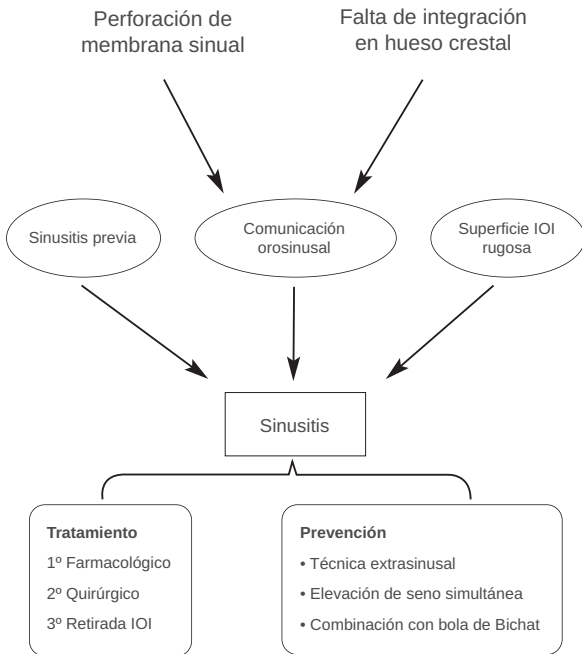 Perforación de
membrana sinual
Falta de integración
en hueso crestal
Sinusitis previa
Comunicación
orosinusal
Superficie IOI
rugosa
Sinusitis
Tratamiento
1º Farmacológico
2º Quirúrgico
3º Retirada IOI
Prevención
• Técnica extrasinusal
• Elevación de seno simultánea
• Combinación con bola de Bichat